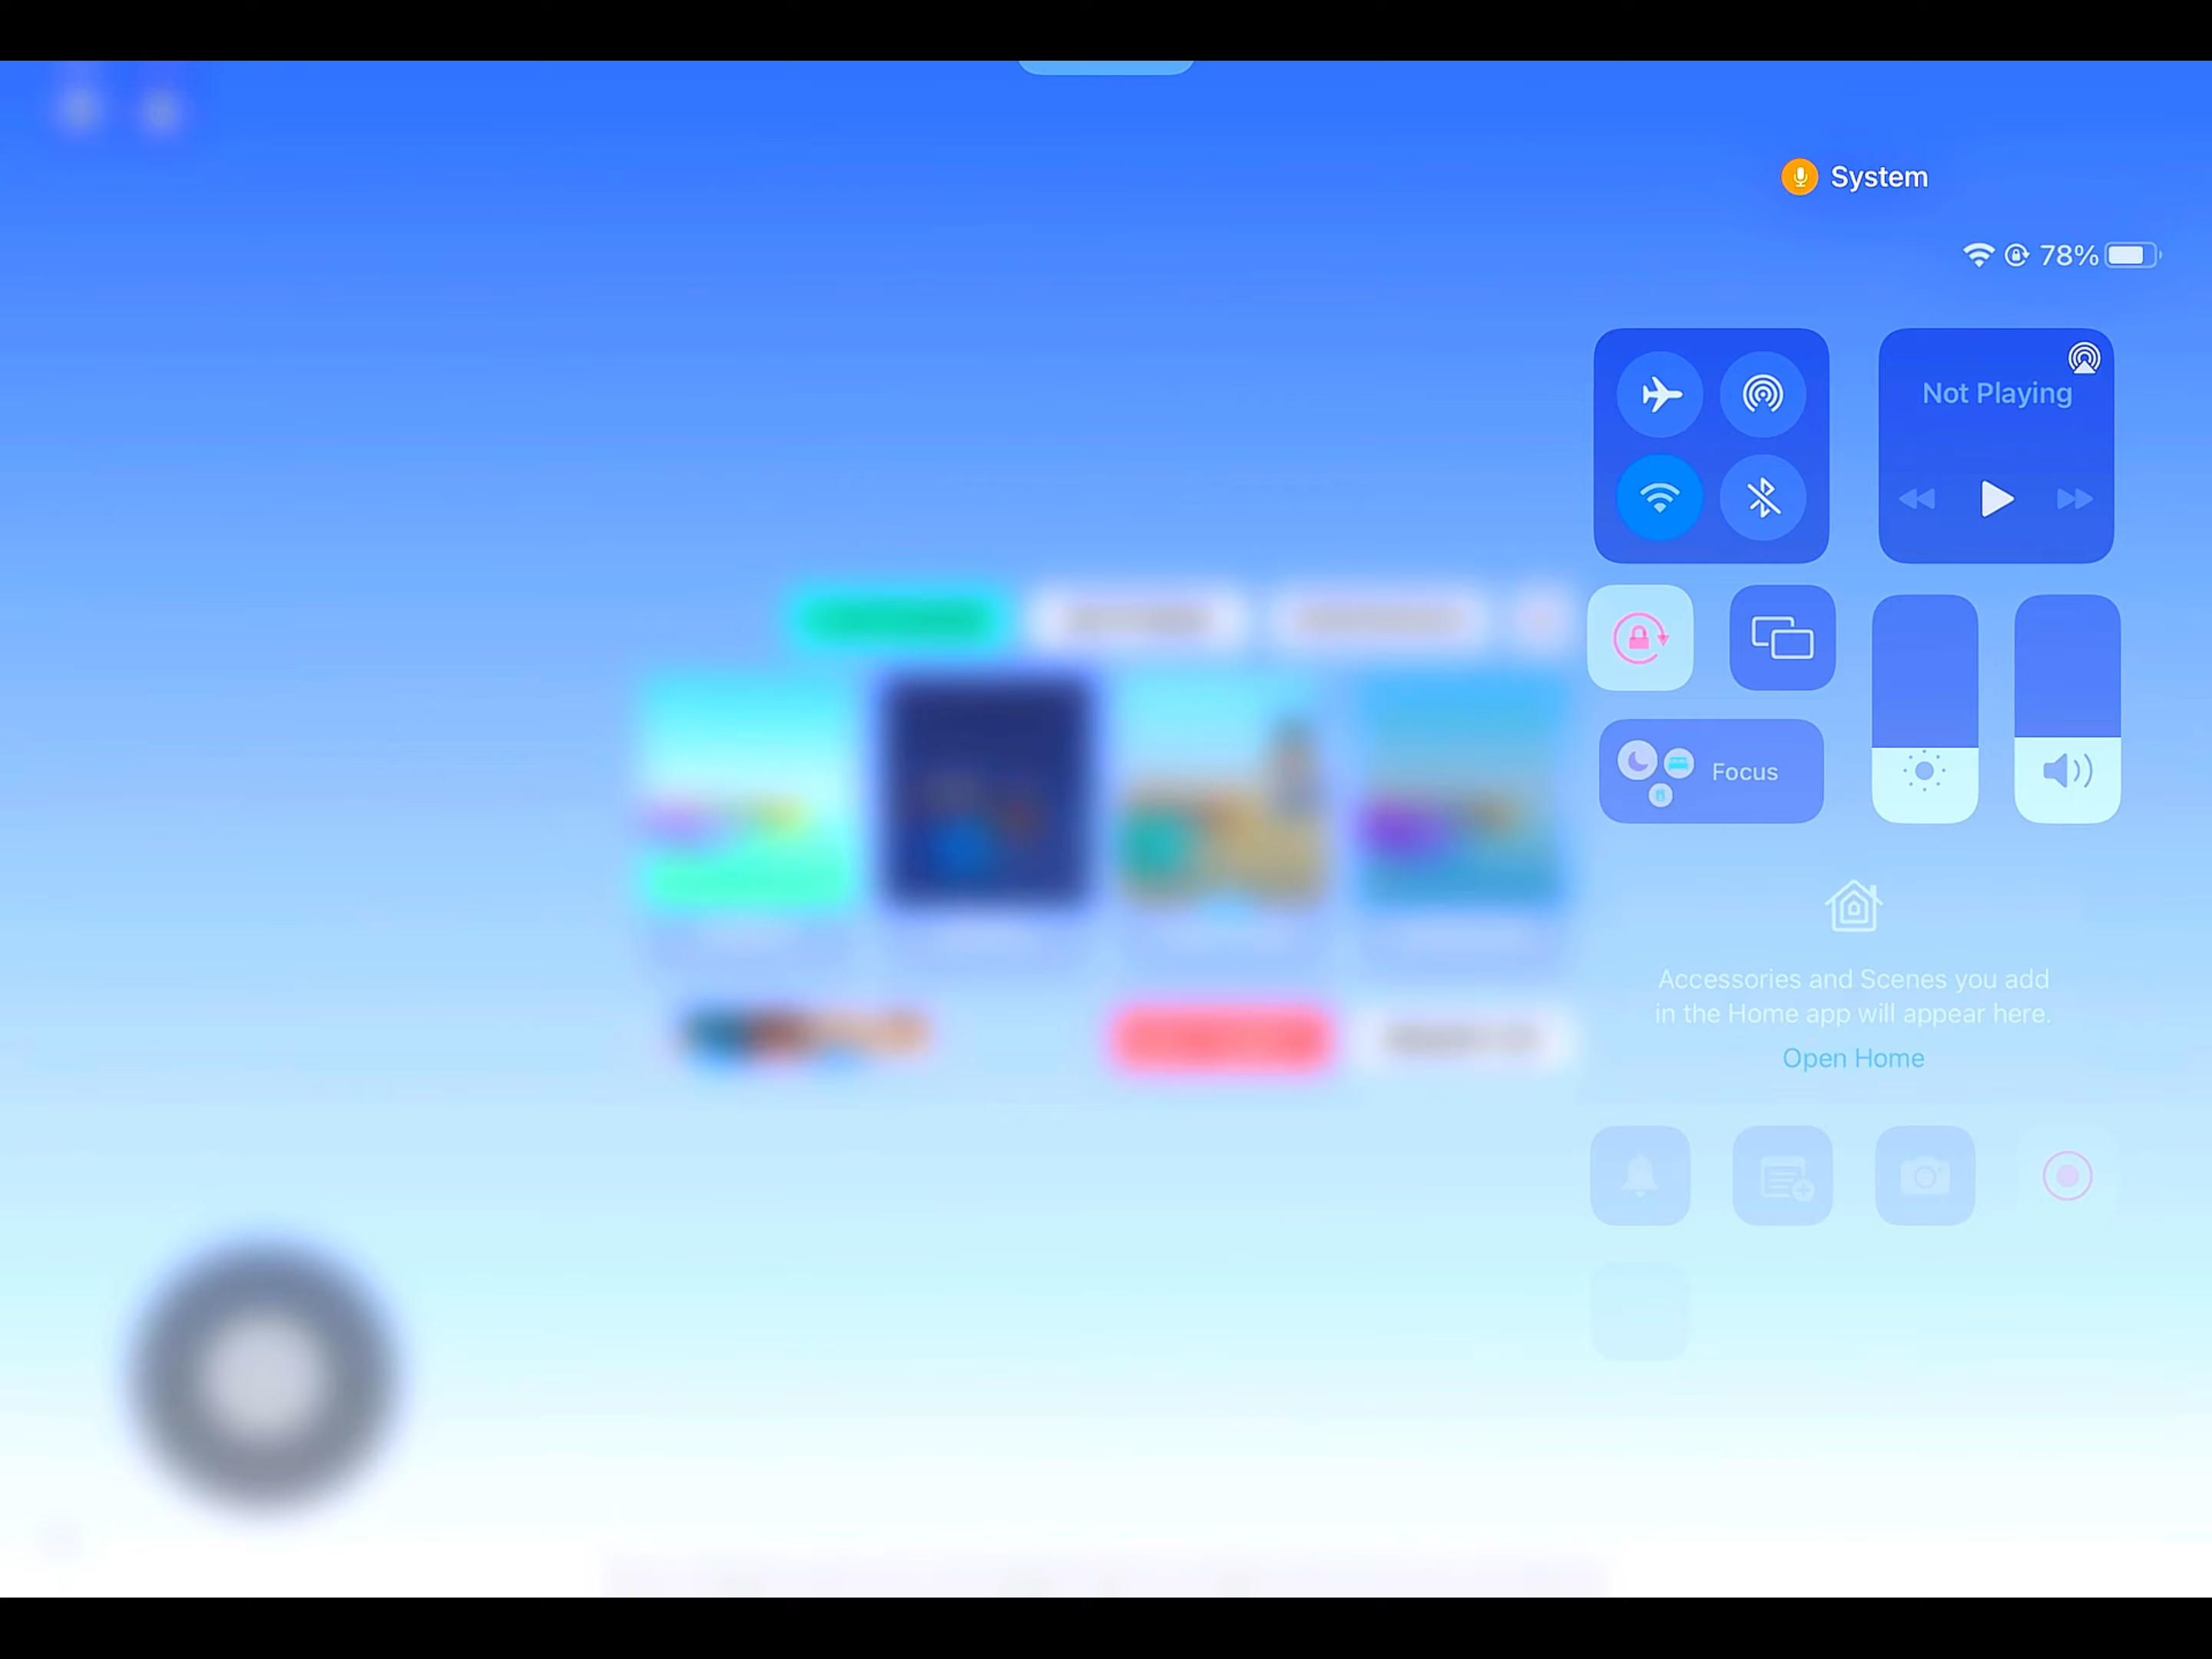 System
78%
Not Playing
Focus
Accessories and Scenes you add
in the Home app will appear here.
Open Home